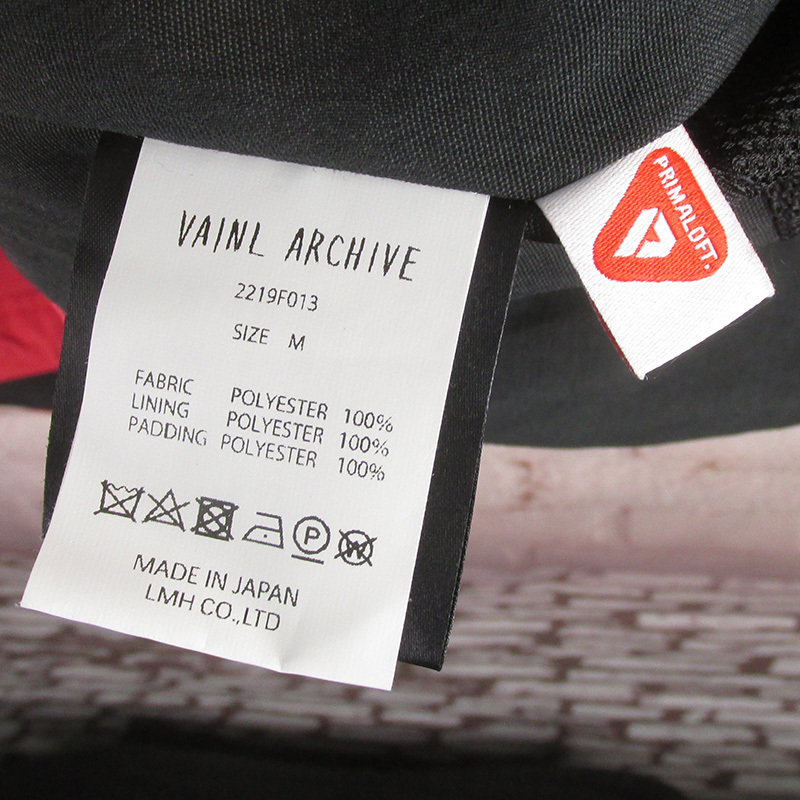 VAINL ARCHIVE
2219F013
SIZE M
FABRIC POLYESTER 100%
LINING POLYESTER 100%
PADDING POLYESTER 100%
P
W
MADE IN JAPAN
LMH CO.,LTD
PRIMALOFT.